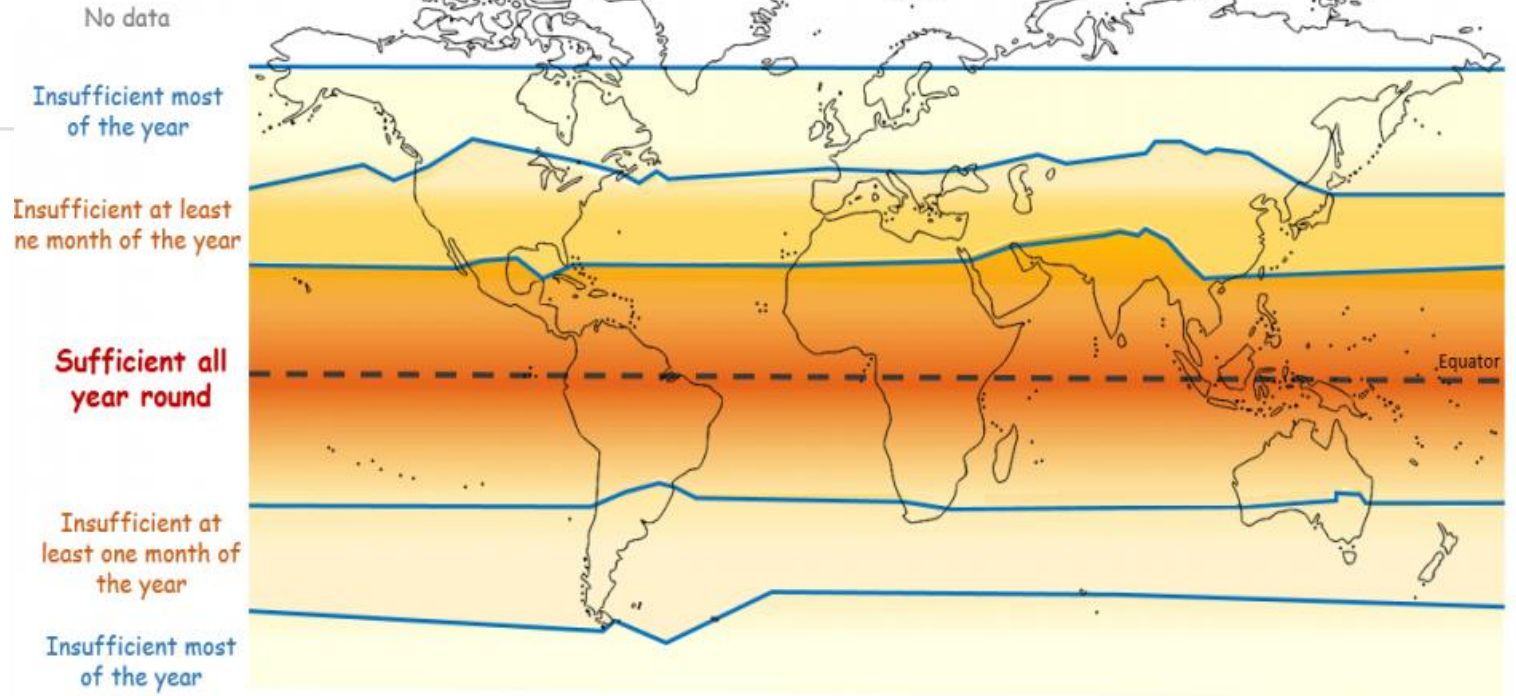 No data
Insufficient most
of the year
Insufficient at least
ne month of the year
Sufficient all
year round
Equator
Insufficient at
least one month of
the year
Insufficient most
of the year